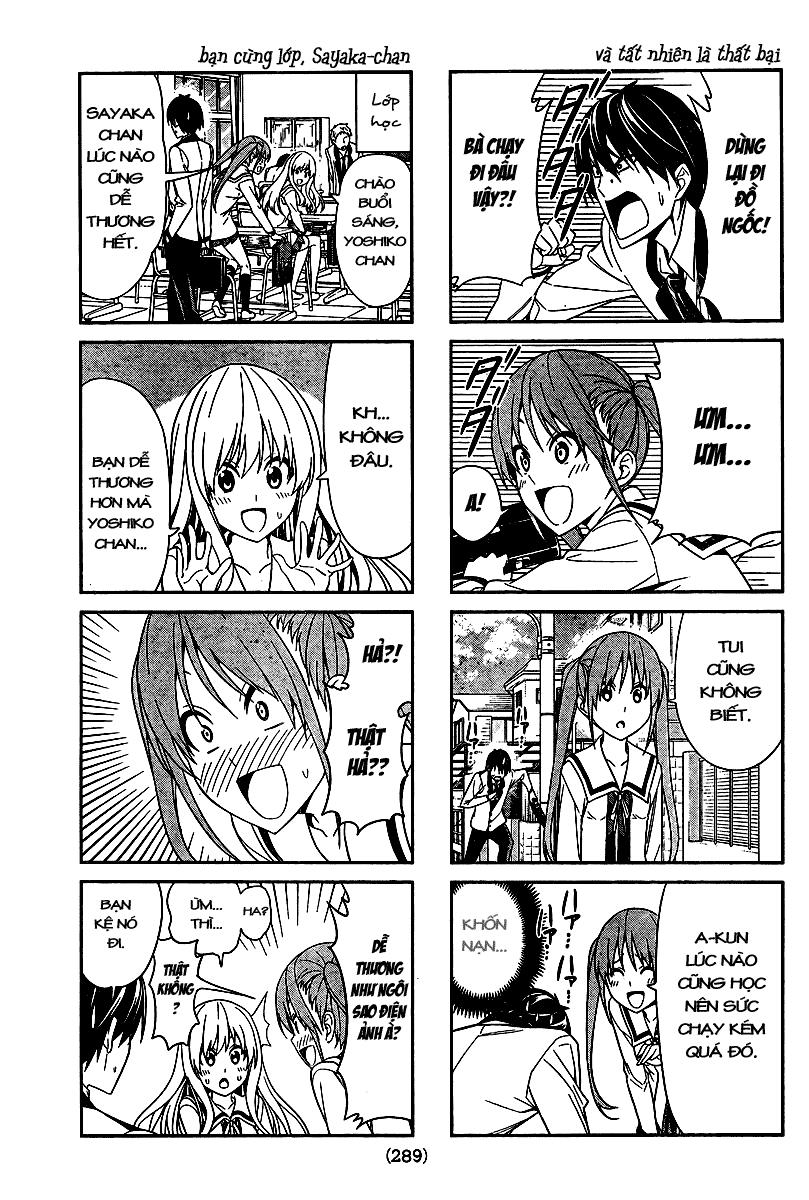 và tất nhiên là thất bại
DỪNG
LẠI ĐI
ĐỒ
NGỐC!
BÀ CHẠY
ĐI ĐÂU
VẬY?!
ƯM...
ƯM...
A!
TUI
CŨNG
KHÔNG
BIẾT.
A-KUN
LÚC NÀO
CŨNG HỌC
NÊN SỨC
CHẠY KÉM
QUÁ ĐÓ.
KHỐN
NẠN...
bạn cùng lớp, Sayaka-chan
Lớp
học
CHÀO
BUỔI
SÁNG,
YOSHIKO
CHAN
SAYAKA
CHAN
LÚC NÀO
CŨNG
DỄ
THƯƠNG
HẾT.
KH...
KHÔNG
ĐÂU.
BẠN DỄ
THƯƠNG
HƠN MÀ
YOSHIKO
CHAN...
HẢ?!
THẬT
HẢ??
DỄ
THƯƠNG
NHƯ NGÔI
SAO ĐIỆN
ẢNH Ả?
HA?
ỪM...
THÌ...
THẬT
KHÔNG
?
BẠN
KỆ NÓ
ĐI.
(289)